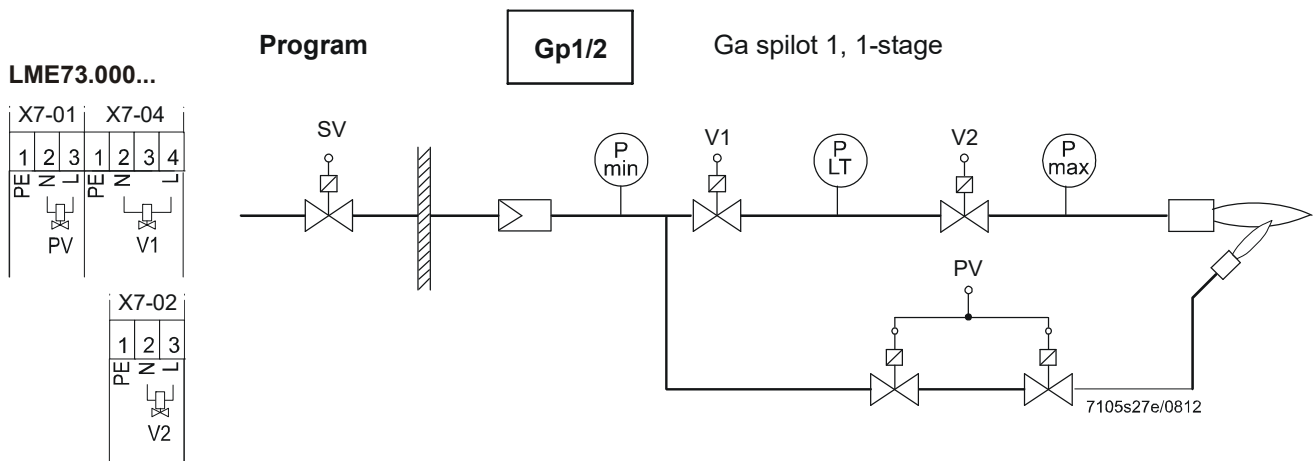 Program
Gp1/2
Ga spilot 1, 1-stage
LME73.000...
X7-01 X7-04
1 2 3 1 2 3 4
PE N L PE N L
PV V1
X7-02
1 2 3
PE N L
V2
SV
P min
V1
P LT
V2
P max
PV
7105s27e/0812